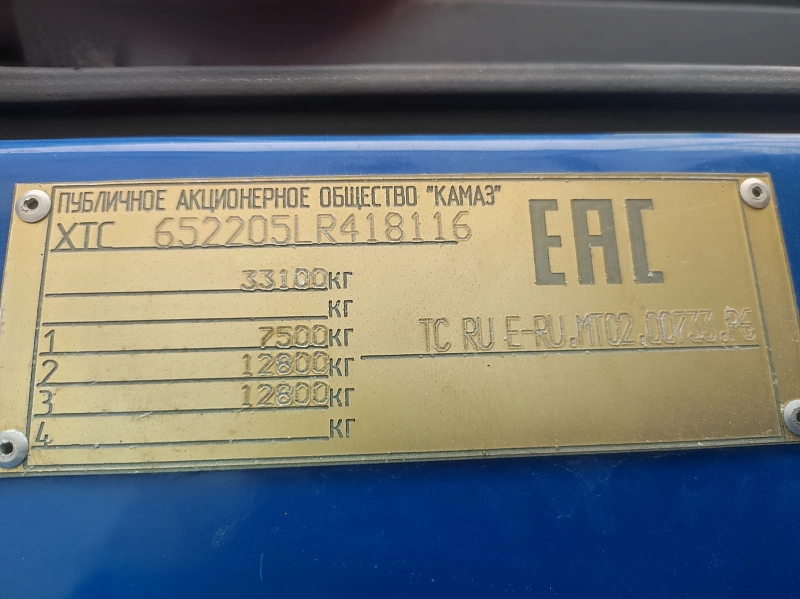 ПУБЛИЧНОЕ АКЦИОНЕРНОЕ ОБЩЕСТВО "КАМАЗ"
XTC 652205LR418116
EAC
33100кг
кг
1 7500кг
TC RU E-RU.MT02.00733.P6
2 12800кг
3 12800кг
4 кг